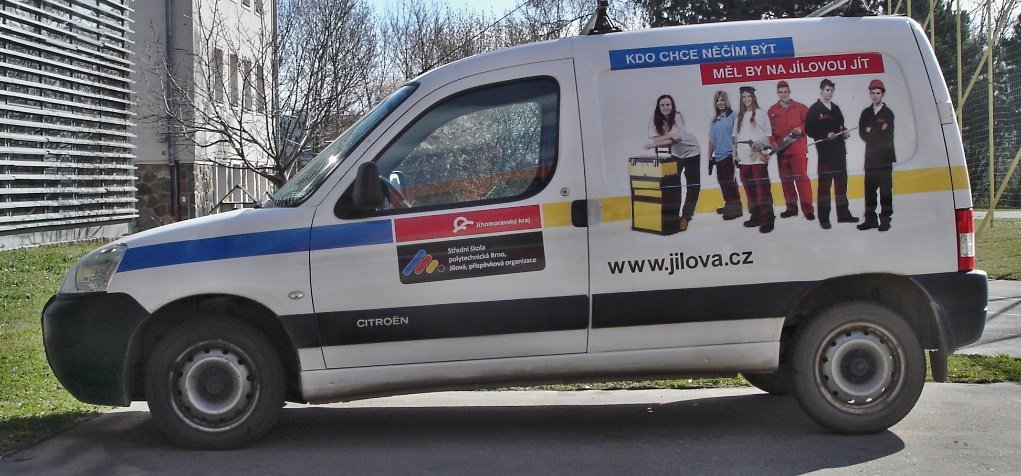 KDO CHCE NĚČÍM BÝT
MĚL BY NA JÍLOVOU JÍT
Jihomoravský kraj
Střední škola
polytechnická Brno,
Jílová, příspěvková organizace
www.jilova.cz
CITROËN